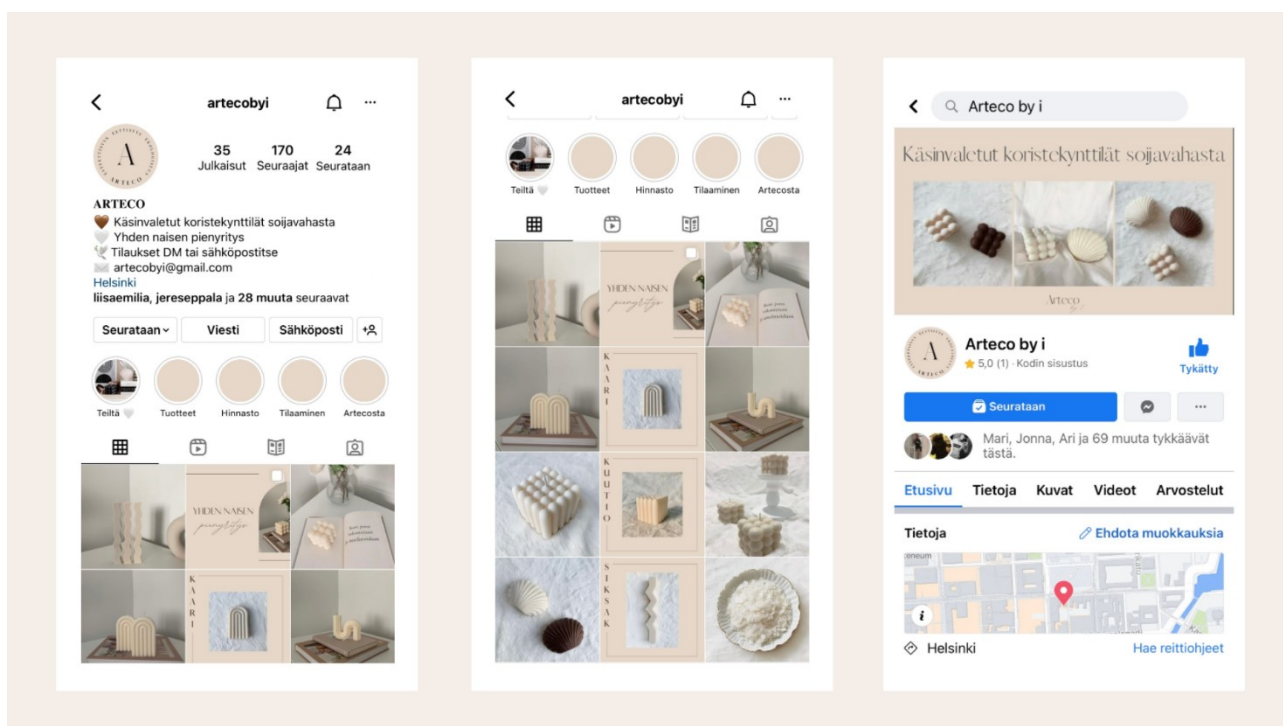 artecobyi
35 170 24
Julkaisut Seuraajat Seurataan
A
ARTECO
ARTECO
🤎 Käsinvaletut koristekynttilät soijavahasta
🤍 Yhden naisen pienyritys
🕊️ Tilaukset DM tai sähköpostitse
✉️ artecobyi@gmail.com
Helsinki
liisaemilia, jereseppala ja 28 muuta seuraavat
Seurataan Viesti Sähköposti
Teiltä 🤍 Tuotteet Hinnasto Tilaaminen Artecosta
YHDEN NAISEN
pienyritys
KAARI
artecobyi
Teiltä 🤍 Tuotteet Hinnasto Tilaaminen Artecosta
YHDEN NAISEN
pienyritys
KAARI
KUUTIO
SIKSAK
Arteco by i
Käsinvaletut koristekynttilät soijavahasta
Arteco
by i
A
ARTECO
Arteco by i
5,0 (1) · Kodin sisustus
Tykätty
Seurataan
Mari, Jonna, Ari ja 69 muuta tykkäävät
tästä.
Etusivu Tietoja Kuvat Videot Arvostelut
Tietoja Ehdota muokkauksia
i
Helsinki Hae reittiohjeet